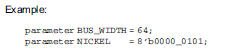 Example:
parameter BUS_WIDTH = 64;
parameter NICKEL = 8'b0000_0101;